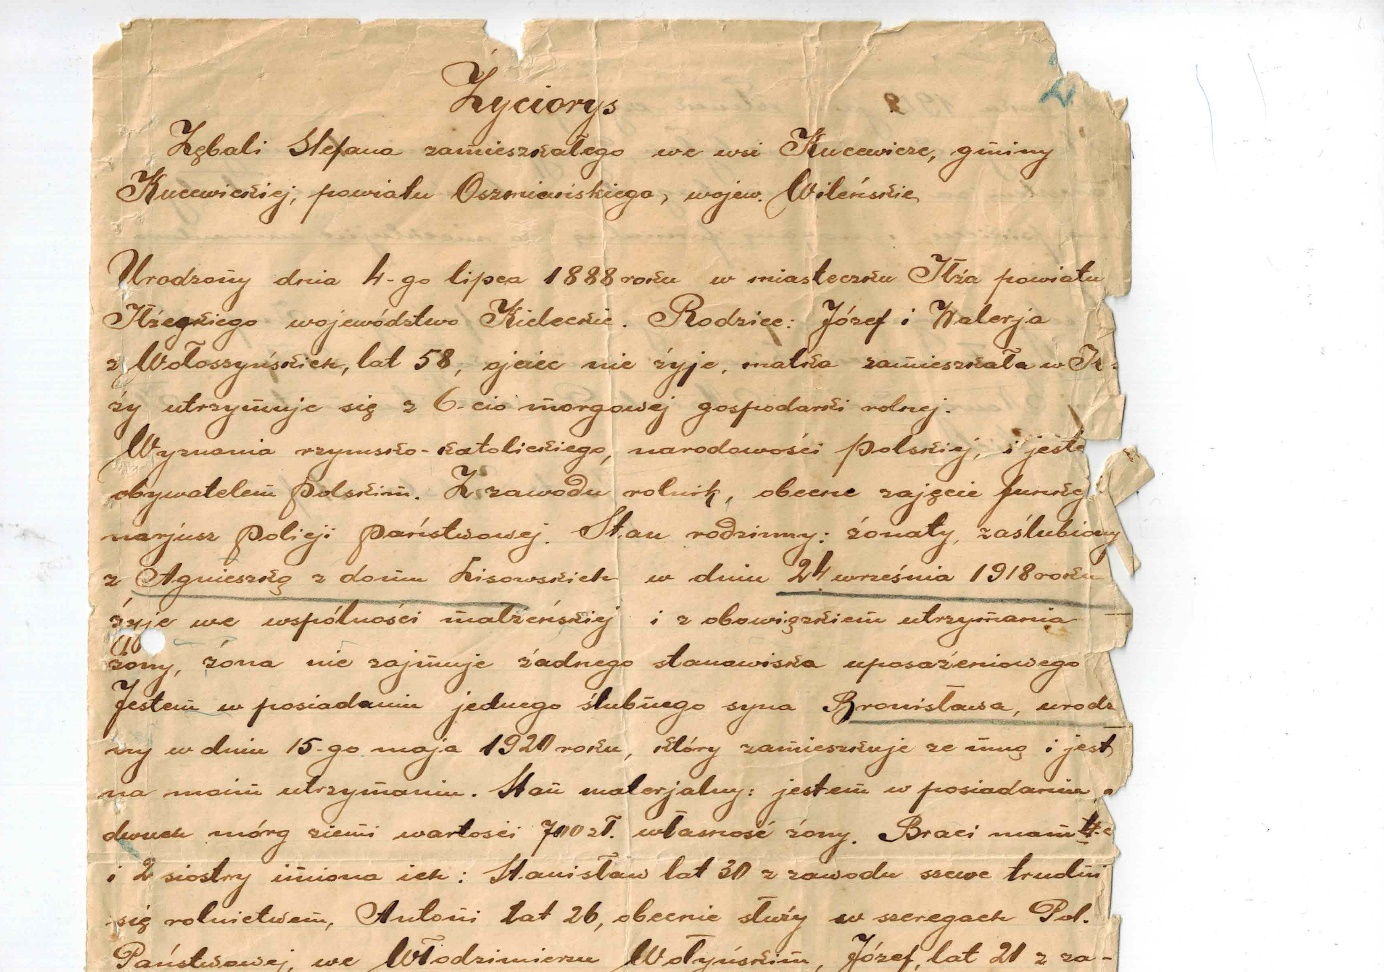 Życiorys
Zębali Stefana zamieszkałego we wsi Kucewicze, gminy
Kucewickiej, powiatu Oszmiańskiego, wojew. Wileńskie
Urodzony dnia 4-go lipca 1888 roku w miasteczku Iłża powiatu
Iłżeckiego województwo Kieleckie. Rodzice: Józef i Walerja
z Wołoszyńskich, lat 58, ojciec nie żyje, matka zamieszkała w Ił-
ży utrzymuje się z 6-cio morgowej gospodarki rolnej.
Wyznania rzymsko-katolickiego, narodowości polskiej, i jest
obywatelem polskim. Z zawodu rolnik, obecne zajęcie funkcj
narjusz policji państwowej. Stan rodzinny: żonaty, zaślubiony
z Agnieszką z domu Lisowskich w dniu 24 września 1918 roku
żyje we wspólności małżeńskiej i z obowiązkiem utrzymania
żony, żona nie zajmuje żadnego stanowiska uposażeniowego
Jestem w posiadaniu jednego ślubnego syna Bronisława, urodz
ny w dniu 15-go maja 1920 roku, który zamieszkuje ze mną i jest
na moim utrzymaniu. Stan materjalny: jestem w posiadaniu
dwuch mórg ziemi wartości 700 zł. własność żony. Braci mam 4-e
i 2 siostry imiona ich: Stanisław lat 30 z zawodu szewc trudni
się rolnictwem, Antoni lat 26, obecnie służy w szeregach Pol.
Państwowej, we Włodzimierzu Wołyńskim, Józef, lat 21 z za-